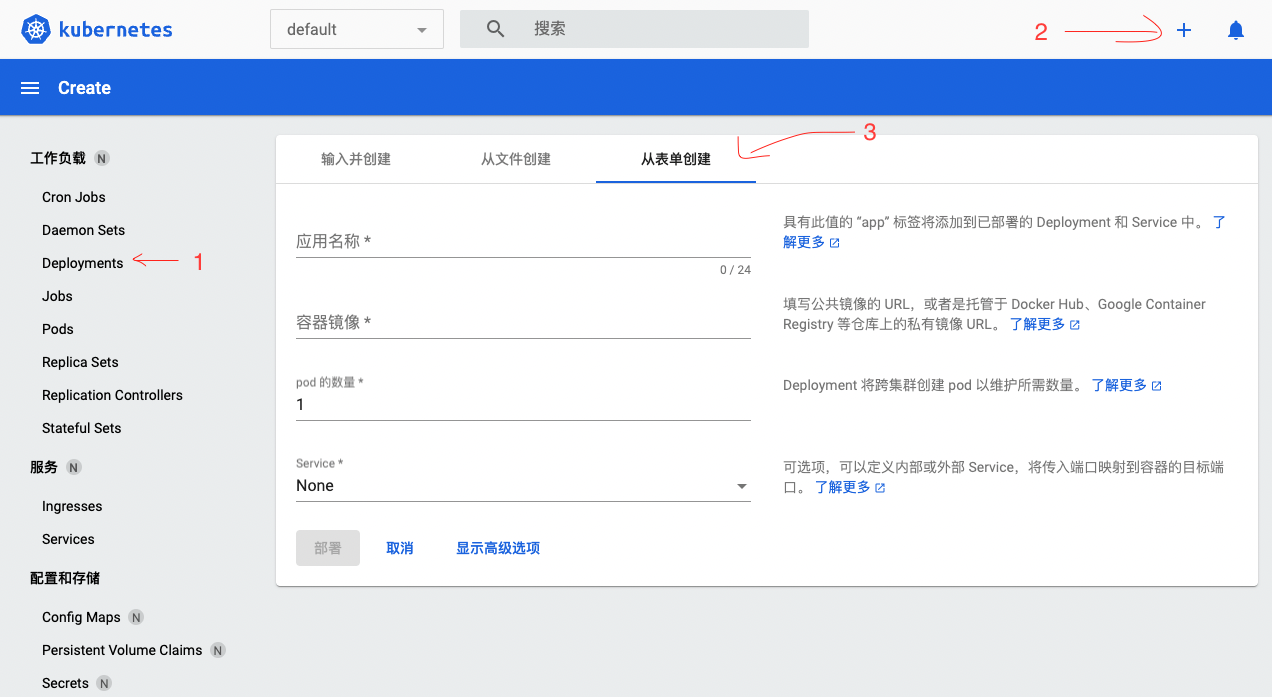 kubernetes
default
搜索
2
Create
工作负载 N
Cron Jobs
Daemon Sets
Deployments
1
Jobs
Pods
Replica Sets
Replication Controllers
Stateful Sets
服务 N
Ingresses
Services
配置和存储
Config Maps N
Persistent Volume Claims N
Secrets N
输入并创建
从文件创建
从表单创建
3
应用名称 *
0 / 24
具有此值的 “app” 标签将添加到已部署的 Deployment 和 Service 中。 了
解更多
容器镜像 *
填写公共镜像的 URL，或者是托管于 Docker Hub、Google Container
Registry 等仓库上的私有镜像 URL。 了解更多
pod 的数量 *
1
Deployment 将跨集群创建 pod 以维护所需数量。 了解更多
Service *
None
可选项，可以定义内部或外部 Service，将传入端口映射到容器的目标端
口。 了解更多
部署
取消
显示高级选项